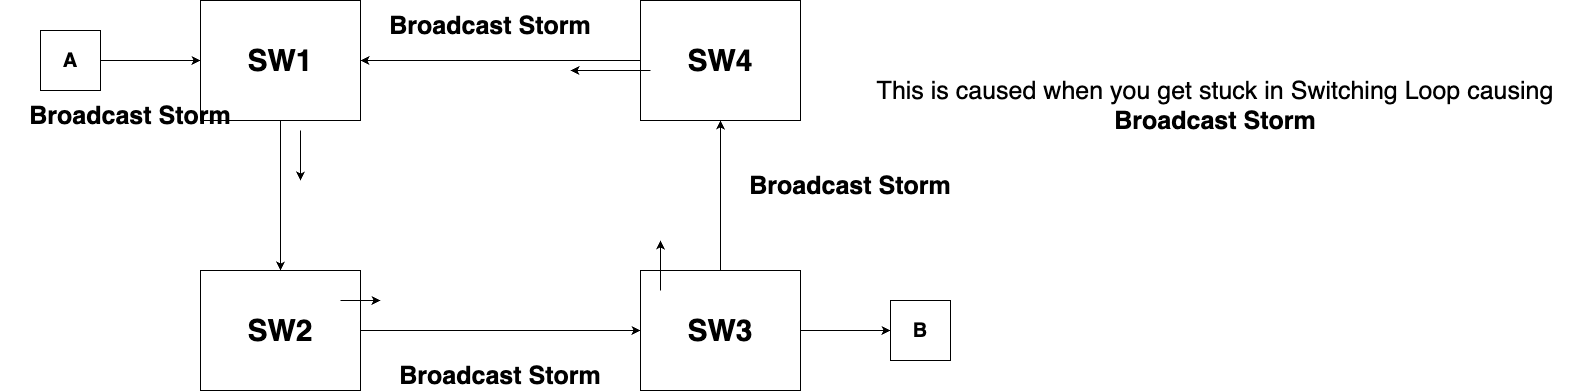 Broadcast Storm
A
SW1
SW4
This is caused when you get stuck in Switching Loop causing
Broadcast Storm
Broadcast Storm
Broadcast Storm
SW2
SW3
B
Broadcast Storm